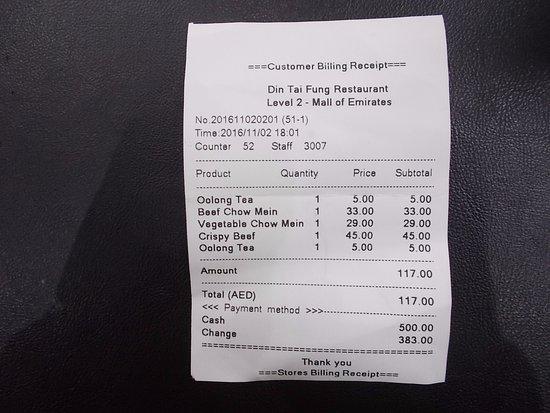 ===Customer Billing Receipt===
Din Tai Fung Restaurant
Level 2 - Mall of Emirates
No.201611020201 (51-1)
Time:2016/11/02 18:01
Counter 52 Staff 3007
Product Quantity Price Subtotal
Oolong Tea 1 5.00 5.00
Beef Chow Mein 1 33.00 33.00
Vegetable Chow Mein 1 29.00 29.00
Crispy Beef 1 45.00 45.00
Oolong Tea 1 5.00 5.00
Amount 117.00
Total (AED) 117.00
<<< Payment method >>>
Cash 500.00
Change 383.00
Thank you
===Stores Billing Receipt===